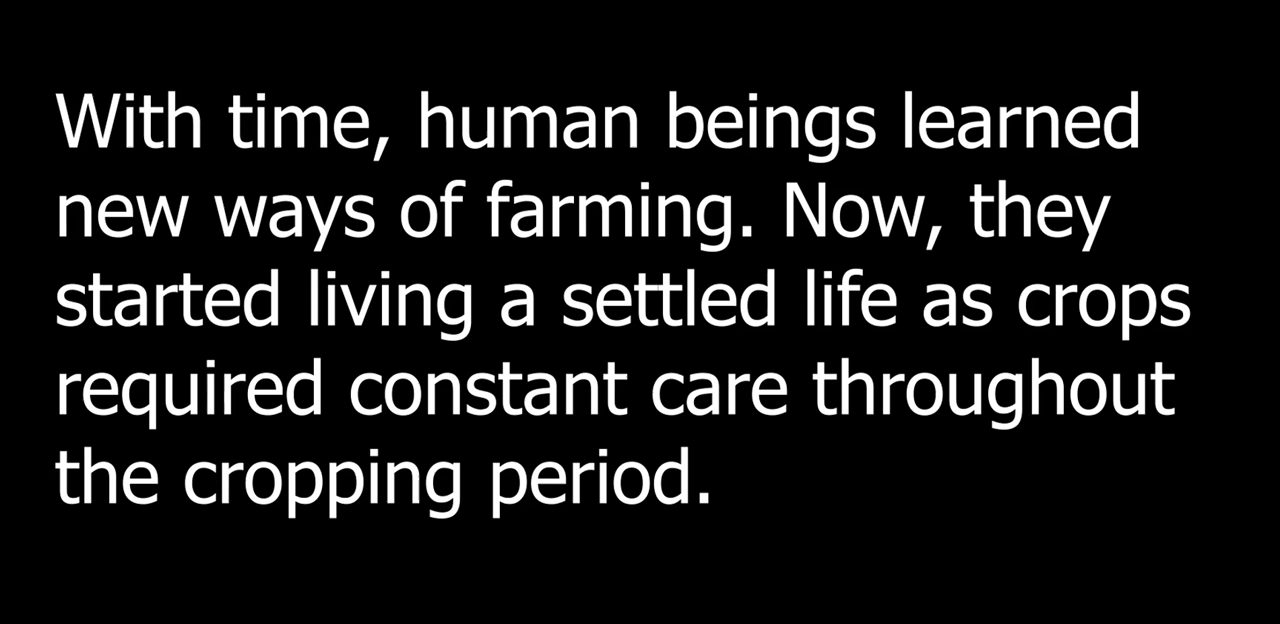 With time, human beings learned
new ways of farming. Now, they
started living a settled life as crops
required constant care throughout
the cropping period.